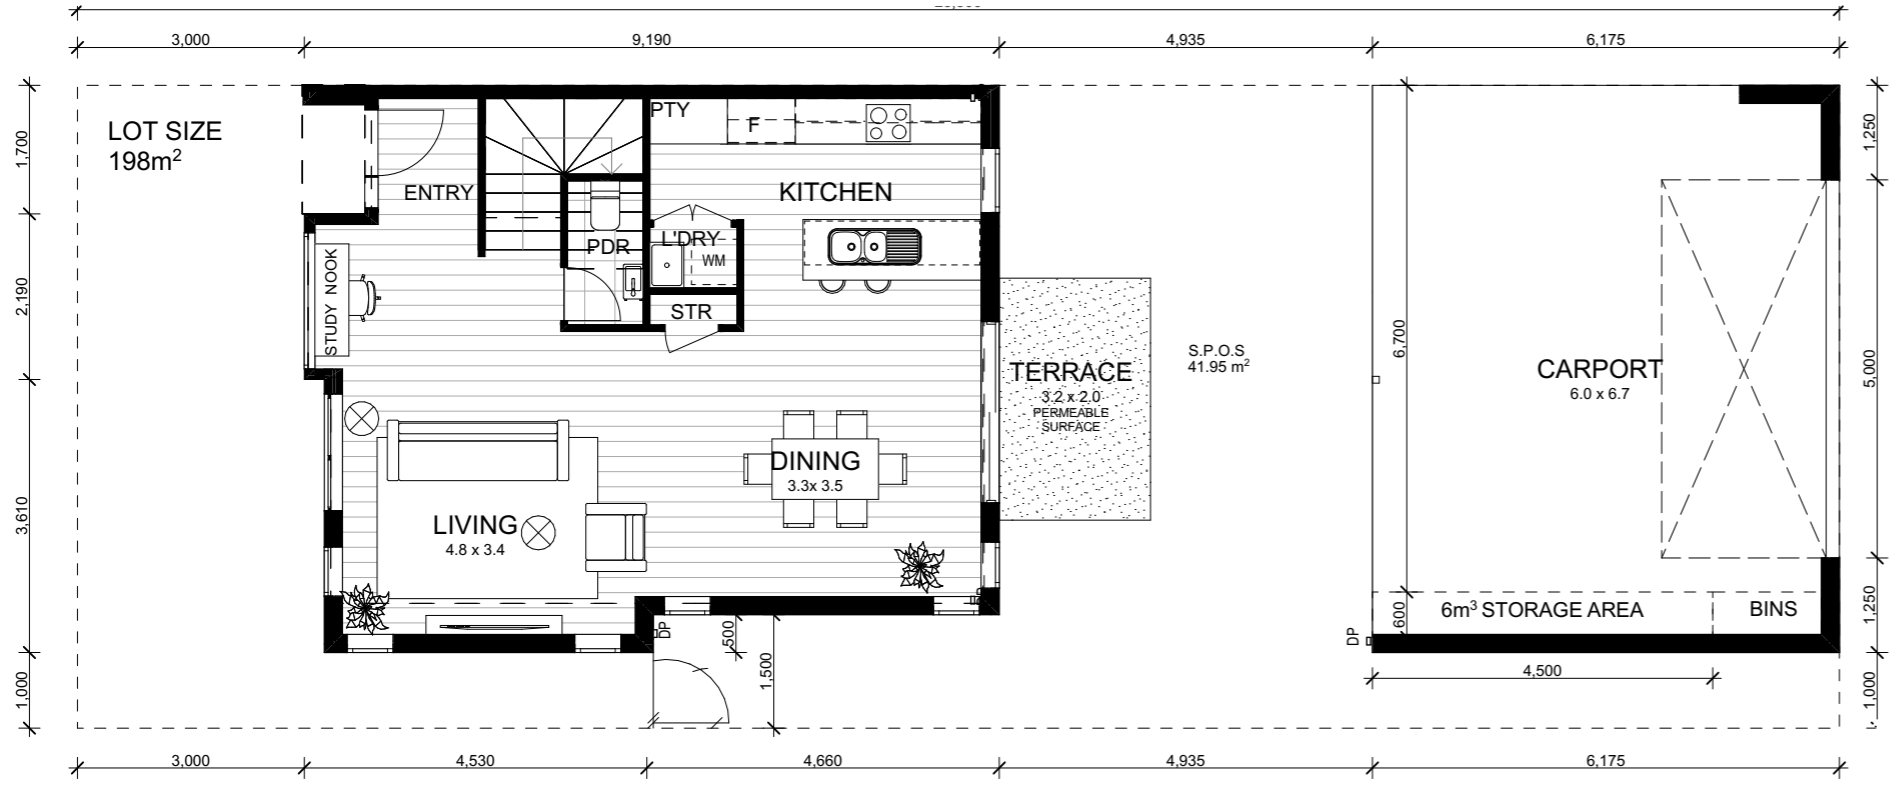 3,000
9,190
4,935
6,175
LOT SIZE
198m²
1,700
2,190
3,610
1,000
ENTRY
PTY
F
KITCHEN
PDR
L'DRY
WM
STR
STUDY NOOK
TERRACE
3.2 x 2.0
PERMEABLE
SURFACE
S.P.O.S
41.95 m²
DINING
3.3x 3.5
LIVING
4.8 x 3.4
DP
500
1,500
6,700
600
CARPORT
6.0 x 6.7
6m³ STORAGE AREA
BINS
DP
4,500
1,250
5,000
1,250
1,000
3,000
4,530
4,660
4,935
6,175